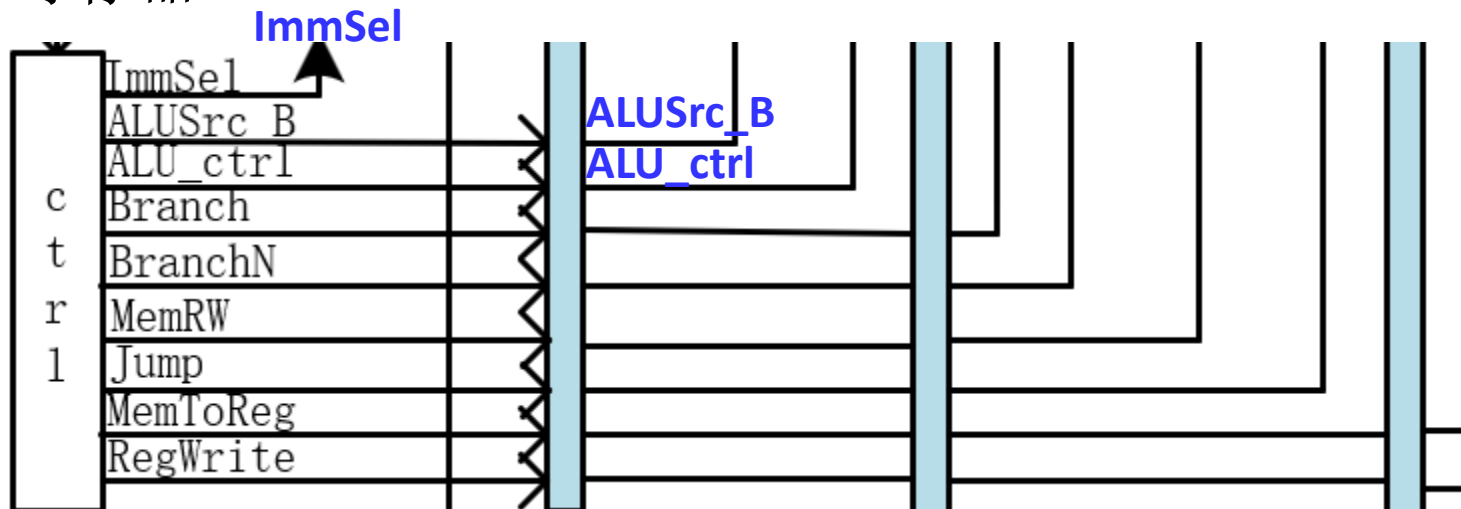 ImmSel
ImmSel
ALUSrc_B
ALUSrc_B
ALU_ctrl
ALU_ctrl
Branch
BranchN
MemRW
Jump
MemToReg
RegWrite
c
t
r
l